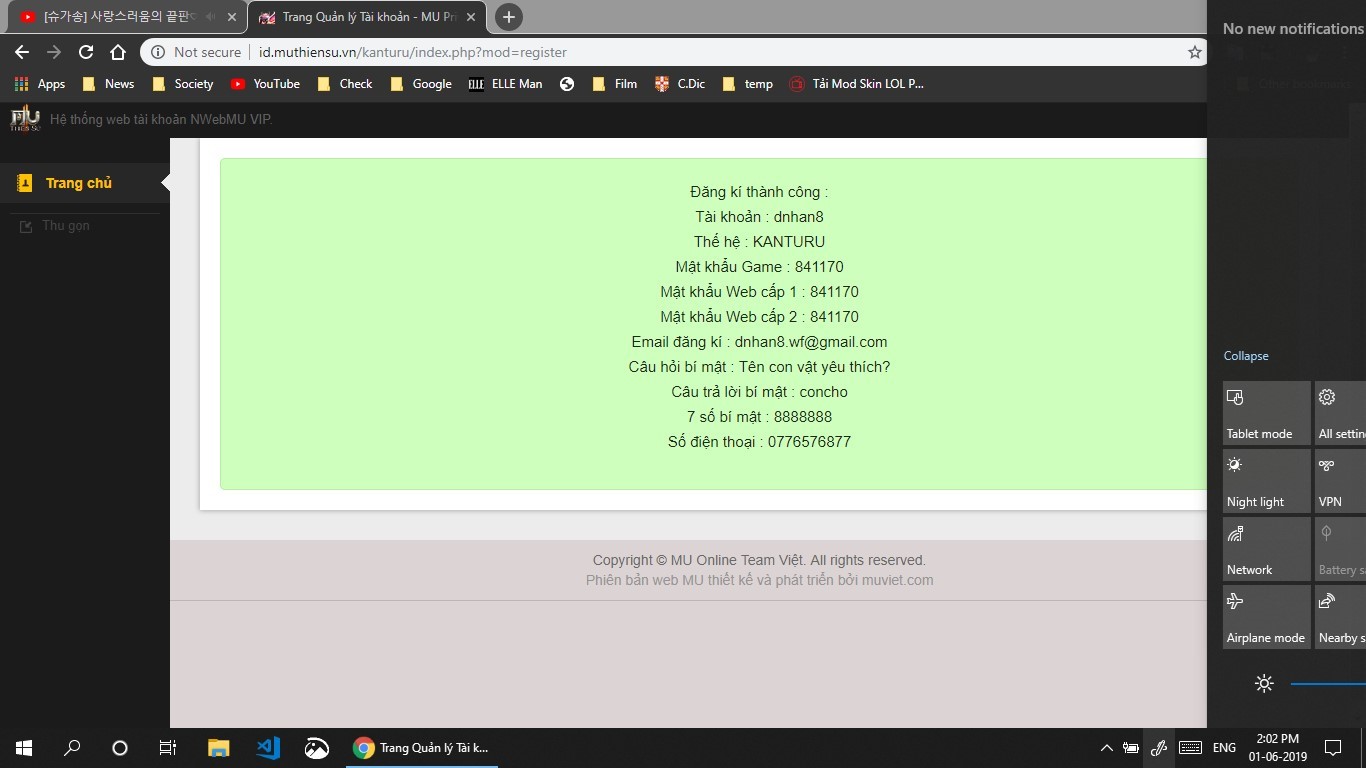 [슈가송] 사랑스러움의 끝판
Trang Quản lý Tài khoản - MU Pri
Not secure | id.muthiensu.vn/kanturu/index.php?mod=register
No new notifications
Apps News Society YouTube Check Google ELLE Man Film C.Dic temp Tải Mod Skin LOL P...
Other bookmarks
Hệ thống web tài khoản NWebMU VIP.
Trang chủ
Thu gọn
Đăng kí thành công :
Tài khoản : dnhan8
Thế hệ : KANTURU
Mật khẩu Game : 841170
Mật khẩu Web cấp 1 : 841170
Mật khẩu Web cấp 2 : 841170
Email đăng kí : dnhan8.wf@gmail.com
Câu hỏi bí mật : Tên con vật yêu thích?
Câu trả lời bí mật : concho
7 số bí mật : 8888888
Số điện thoại : 0776576877
Copyright © MU Online Team Việt. All rights reserved.
Phiên bản web MU thiết kế và phát triển bởi muviet.com
Collapse
Tablet mode
All settin
Night light
VPN
Network
Battery s
Airplane mode
Nearby s
Trang Quản lý Tài k...
ENG
2:02 PM
01-06-2019